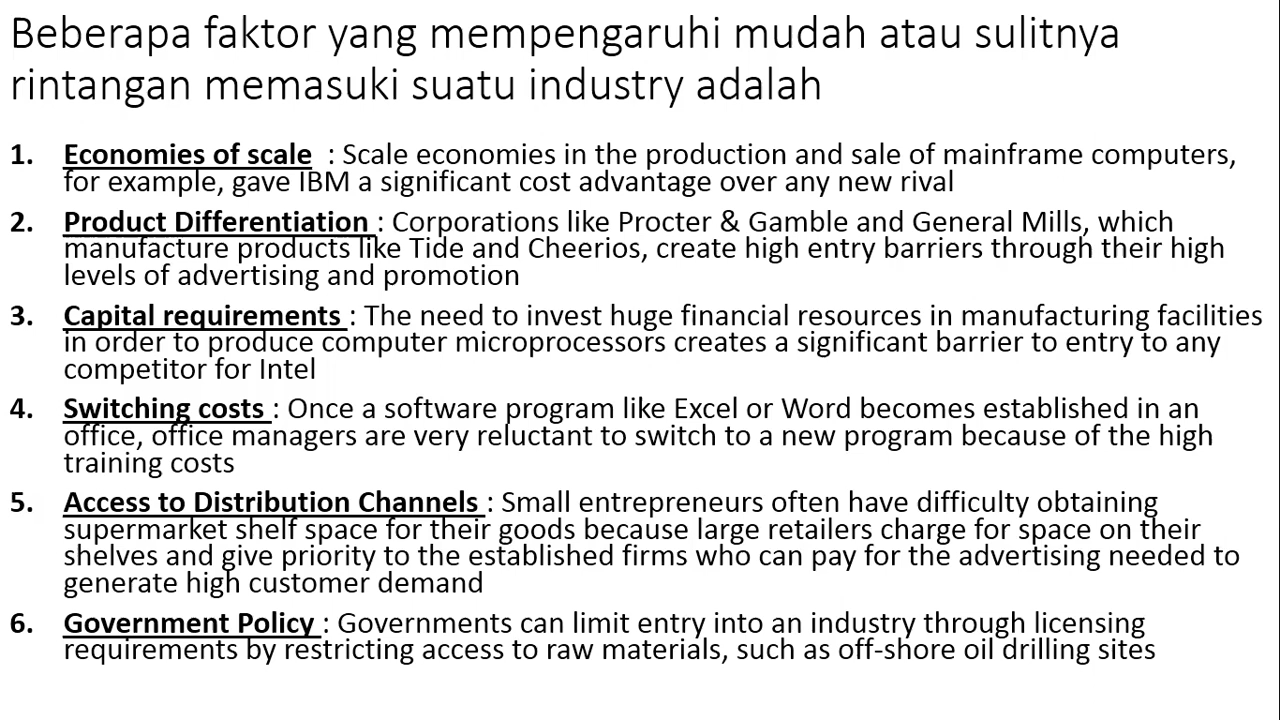 Beberapa faktor yang mempengaruhi mudah atau sulitnya
rintangan memasuki suatu industry adalah
1. Economies of scale : Scale economies in the production and sale of mainframe computers,
for example, gave IBM a significant cost advantage over any new rival
2. Product Differentiation : Corporations like Procter & Gamble and General Mills, which
manufacture products like Tide and Cheerios, create high entry barriers through their high
levels of advertising and promotion
3. Capital requirements : The need to invest huge financial resources in manufacturing facilities
in order to produce computer microprocessors creates a significant barrier to entry to any
competitor for Intel
4. Switching costs : Once a software program like Excel or Word becomes established in an
office, office managers are very reluctant to switch to a new program because of the high
training costs
5. Access to Distribution Channels : Small entrepreneurs often have difficulty obtaining
supermarket shelf space for their goods because large retailers charge for space on their
shelves and give priority to the established firms who can pay for the advertising needed to
generate high customer demand
6. Government Policy : Governments can limit entry into an industry through licensing
requirements by restricting access to raw materials, such as off-shore oil drilling sites